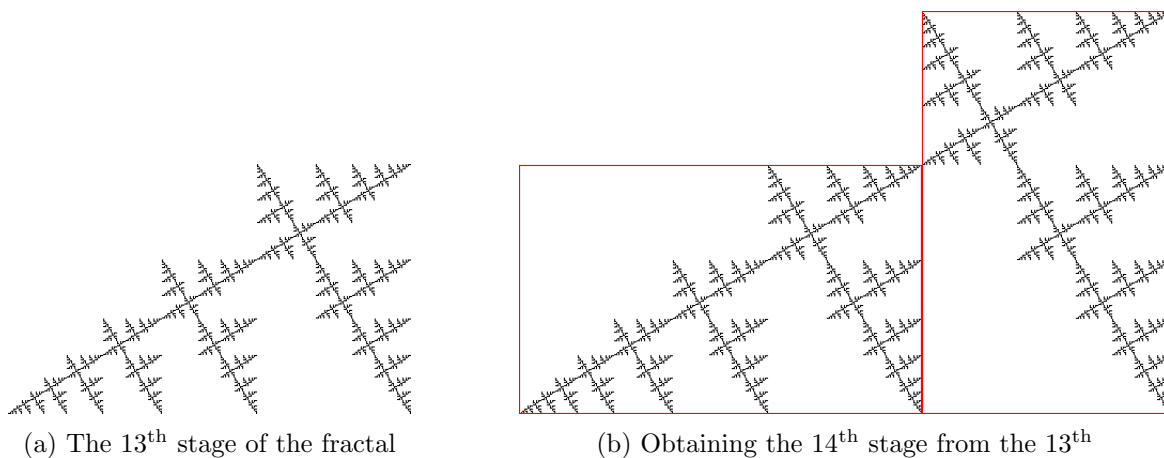 (a) The 13th stage of the fractal
(b) Obtaining the 14th stage from the 13th